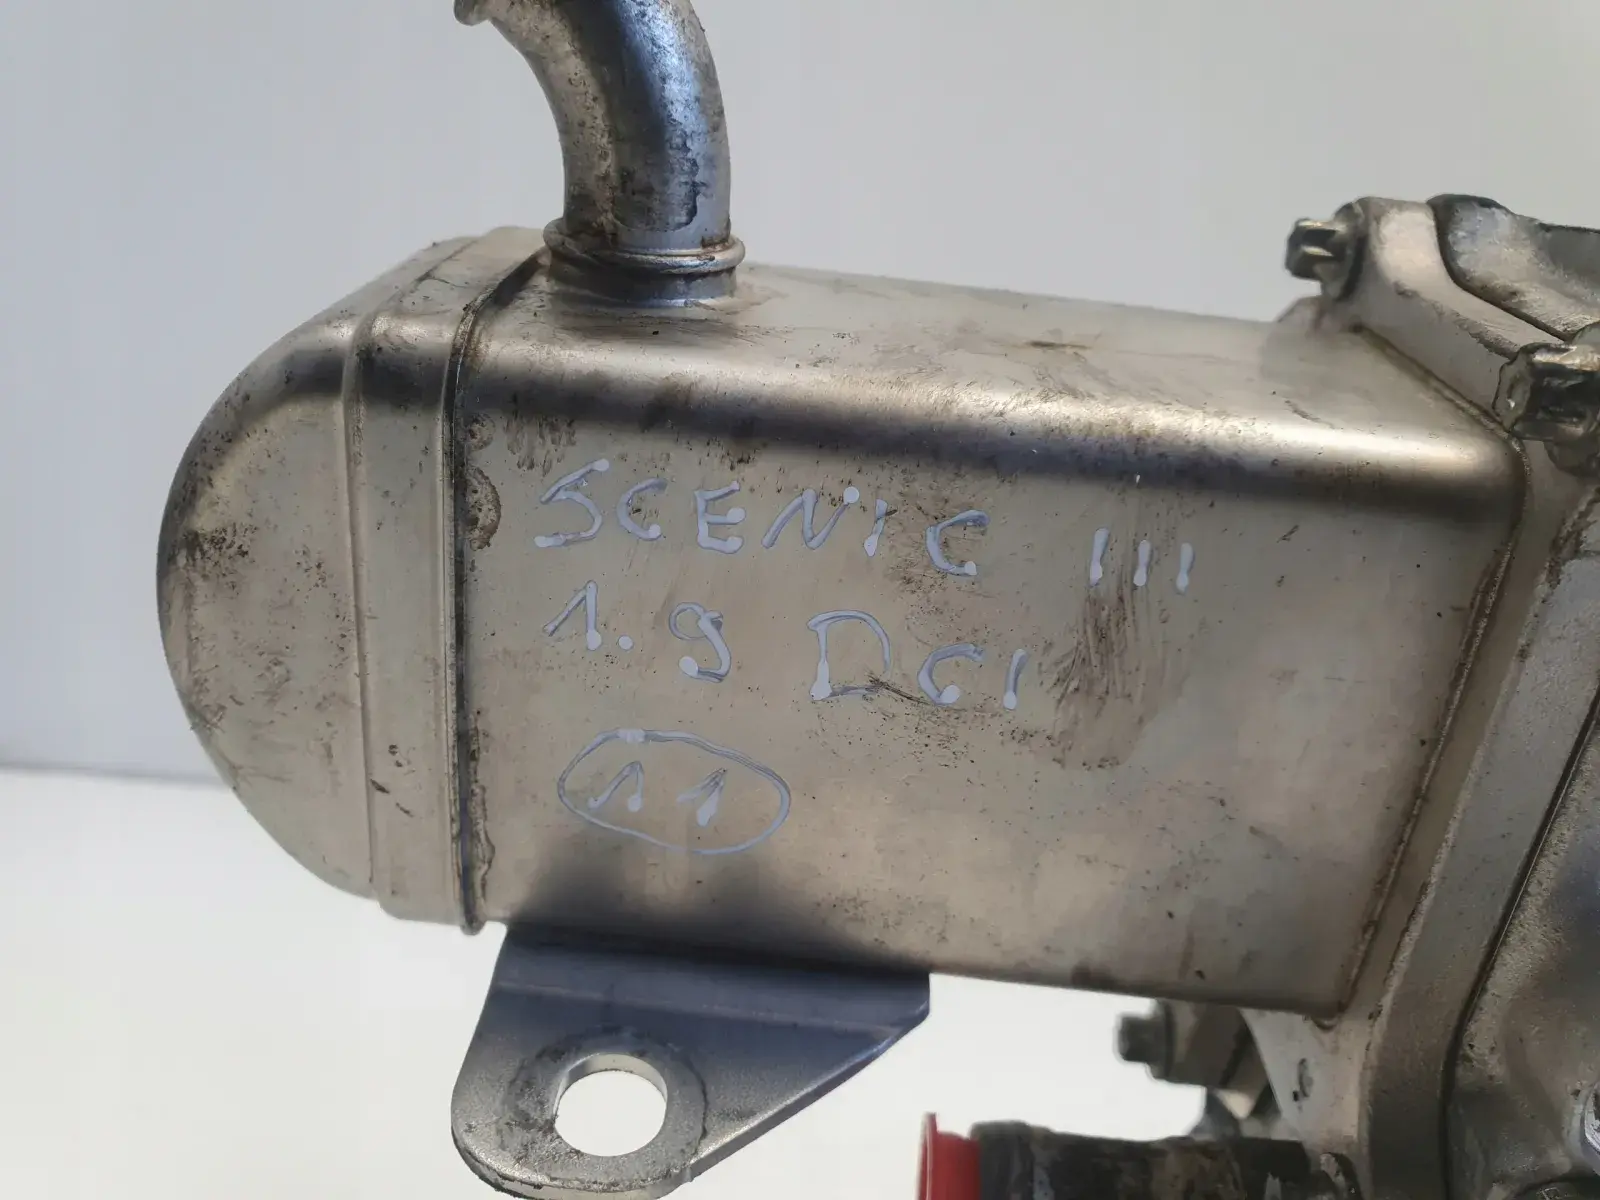 SCENIC III
1.9 DCI
11